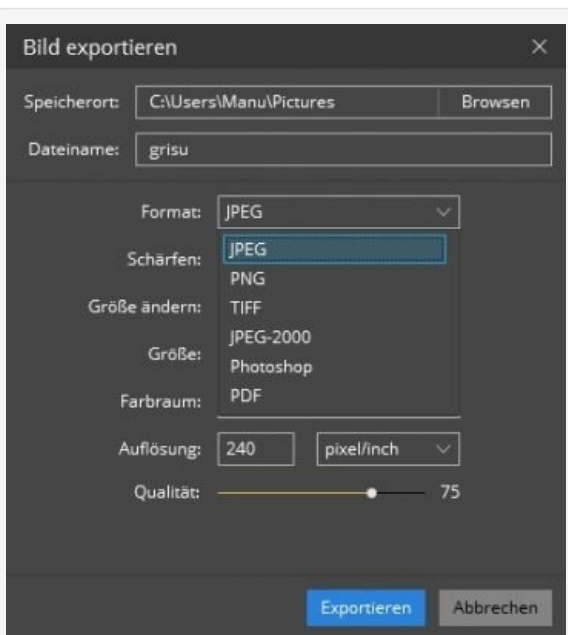 Bild exportieren
Speicherort: C:\Users\Manu\Pictures Browsen
Dateiname: grisu
Format: JPEG
JPEG
Schärfen:
PNG
Größe ändern: TIFF
JPEG-2000
Größe:
Photoshop
Farbraum: PDF
Auflösung: 240 pixel/inch
Qualität: 75
Exportieren Abbrechen